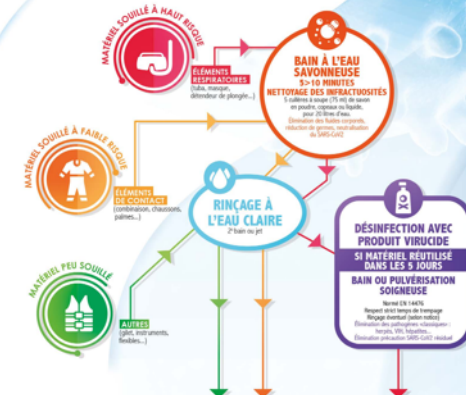 MATÉRIEL SOUILLÉ À HAUT RISQUE
ÉLÉMENTS
RESPIRATOIRES
(tuba, masque,
détendeur de plongée...)
BAIN À L'EAU
SAVONNEUSE
5>10 MINUTES
NETTOYAGE DES INFRACTUOSITÉS
5 cuillères à soupe (75 ml) de savon
en poudre, copeaux ou liquide,
pour 20 litres d'eau.
Élimination des fluides corporels,
réduction de germes, neutralisation
du SARS-CoV2
MATÉRIEL SOUILLÉ À FAIBLE RISQUE
ÉLÉMENTS
DE CONTACT
(combinaison, chaussons,
palmes...)
RINÇAGE À
L'EAU CLAIRE
2e bain ou jet
DÉSINFECTION AVEC
PRODUIT VIRUCIDE
SI MATÉRIEL RÉUTILISÉ
DANS LES 5 JOURS
BAIN OU PULVÉRISATION
SOIGNEUSE
Norme EN 14476
Respect strict temps de trempage
Rinçage éventuel (selon notice)
Élimination des pathogènes «classiques» :
herpès, VIH, hépatites...
Élimination précaution SARS-CoV2 résiduel
MATÉRIEL PEU SOUILLÉ
AUTRES
(gilet, instruments,
flexibles...)